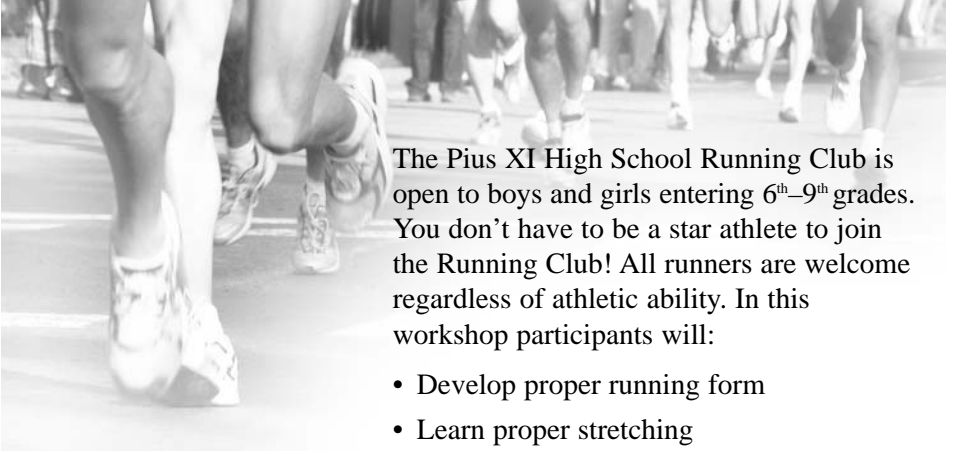 The Pius XI High School Running Club is
open to boys and girls entering 6th–9th grades.
You don’t have to be a star athlete to join
the Running Club! All runners are welcome
regardless of athletic ability. In this
workshop participants will:
• Develop proper running form
• Learn proper stretching